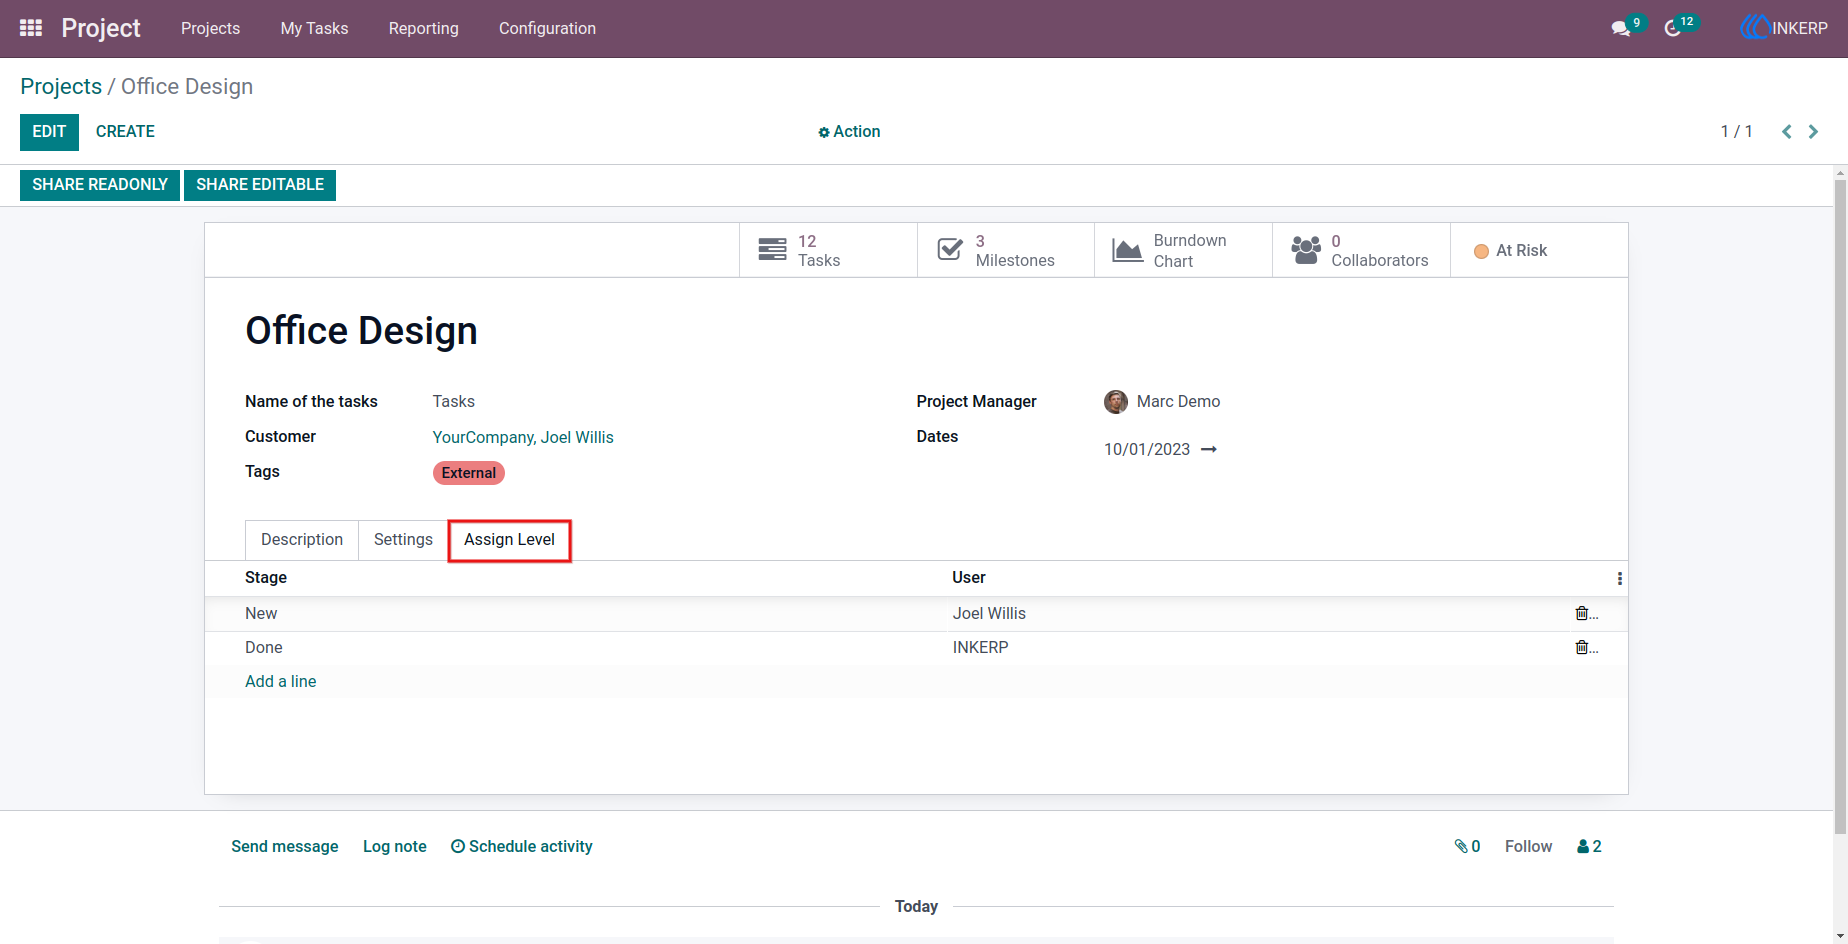 Project Projects My Tasks Reporting Configuration 9 12 INKERP
Projects / Office Design
EDIT CREATE Action 1 / 1
SHARE READONLY SHARE EDITABLE
12 Tasks
3 Milestones
Burndown Chart
0 Collaborators
At Risk
Office Design
Name of the tasks Tasks Project Manager Marc Demo
Customer YourCompany, Joel Willis Dates
10/01/2023
Tags External
Description Settings Assign Level
Stage User
New Joel Willis ...
Done INKERP ...
Add a line
Send message Log note Schedule activity 0 Follow 2
Today